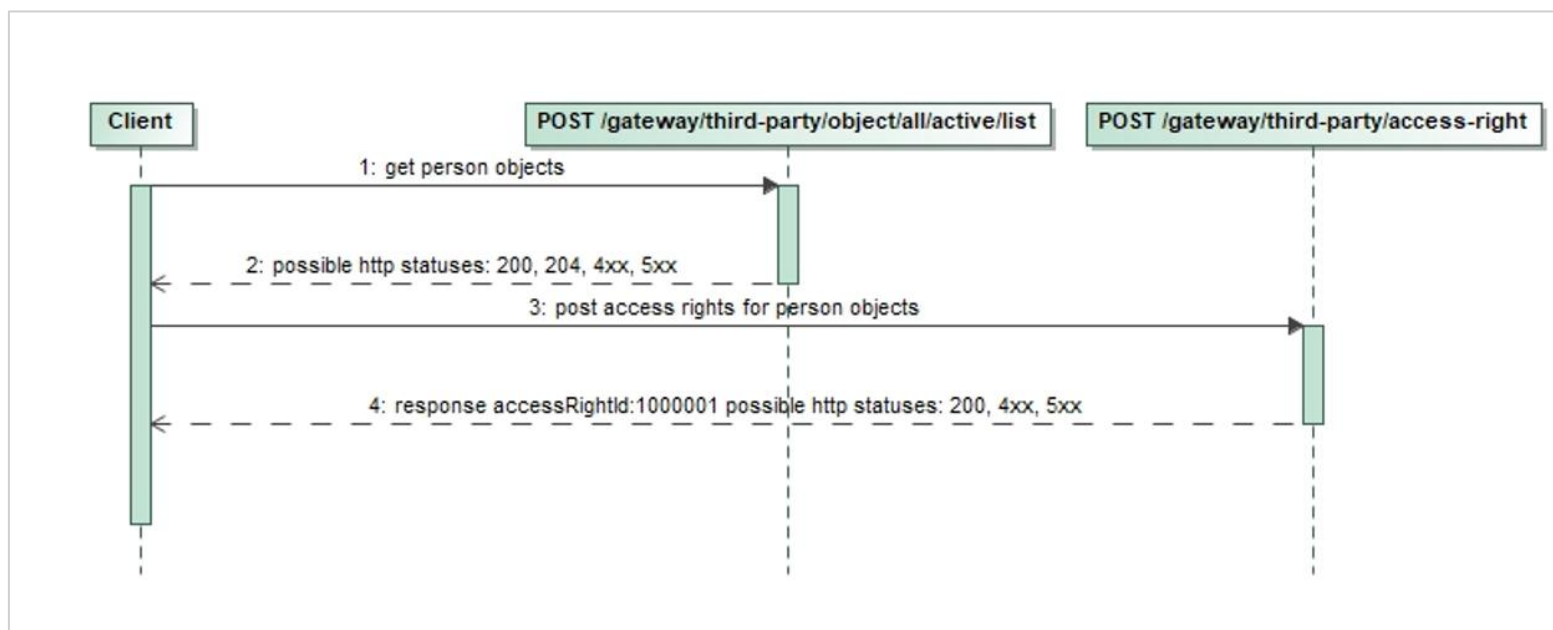 Client
POST /gateway/third-party/object/all/active/list
POST /gateway/third-party/access-right
1: get person objects
2: possible http statuses: 200, 204, 4xx, 5xx
3: post access rights for person objects
4: response accessRightId:1000001 possible http statuses: 200, 4xx, 5xx